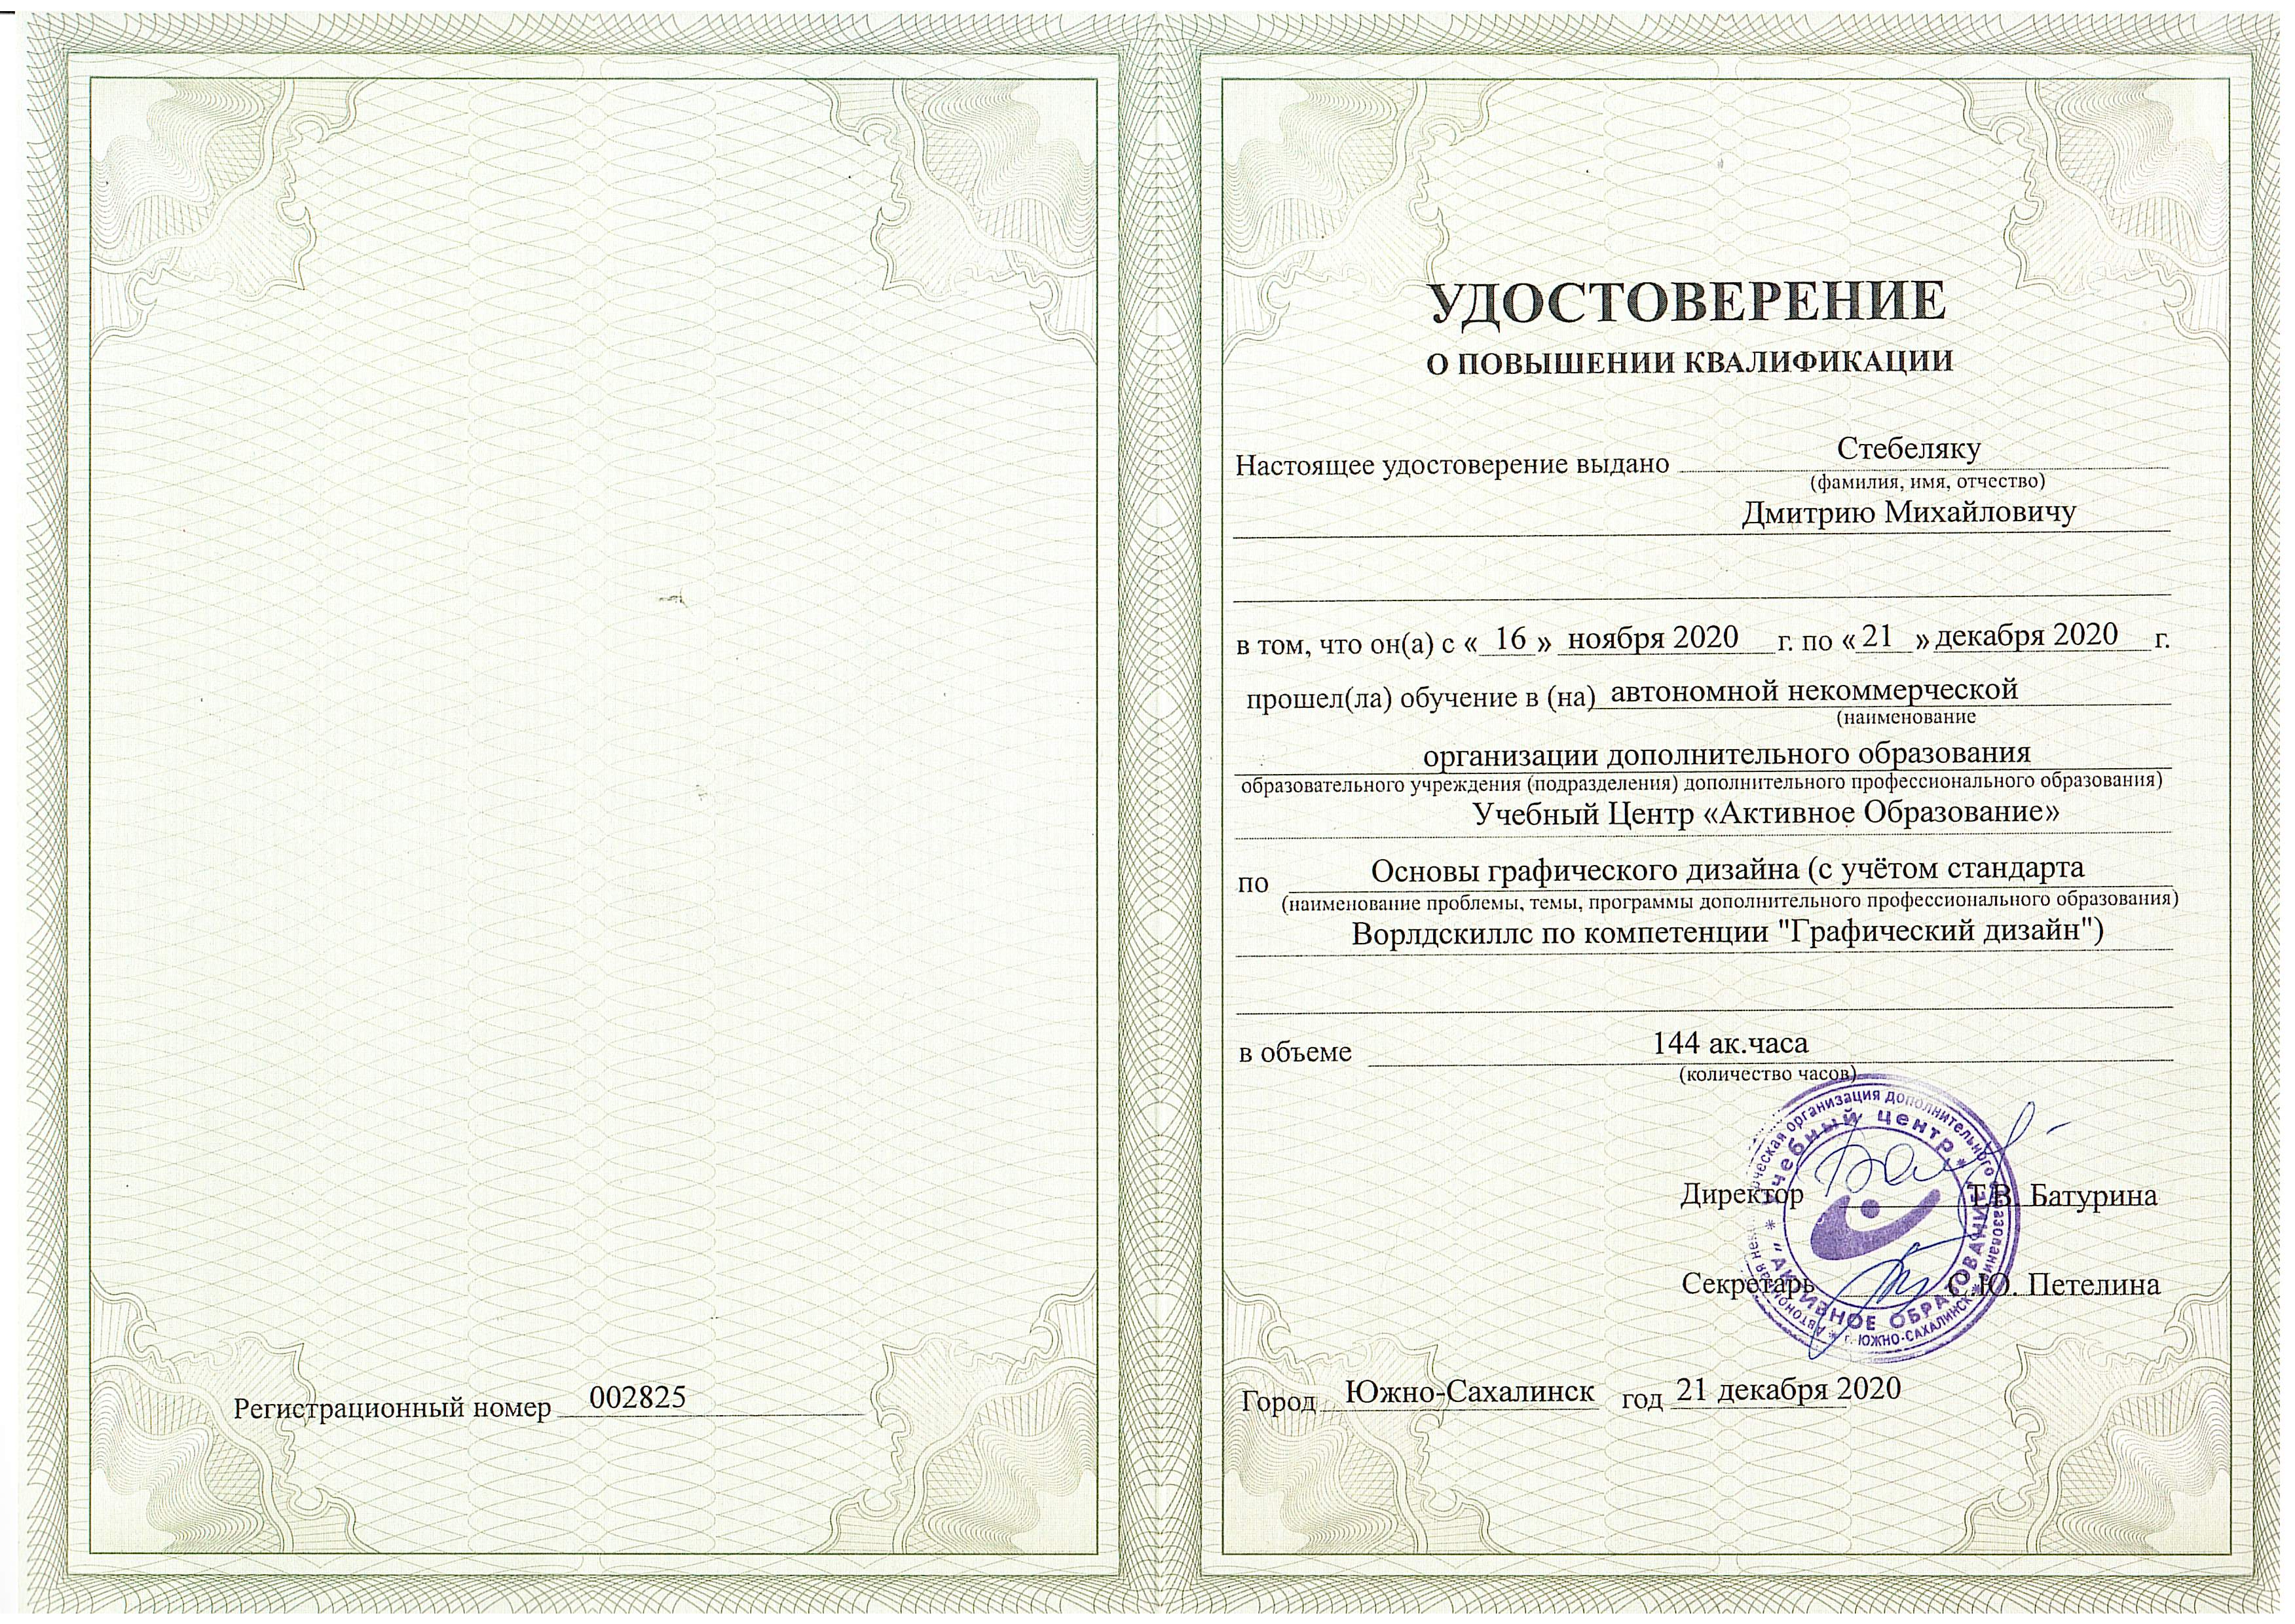 УДОСТОВЕРЕНИЕ
О ПОВЫШЕНИИ КВАЛИФИКАЦИИ
Настоящее удостоверение выдано Стебеляку
(фамилия, имя, отчество)
Дмитрию Михайловичу
в том, что он(а) с « 16 » ноября 2020 г. по « 21 » декабря 2020 г.
прошел(ла) обучение в (на) автономной некоммерческой
(наименование
организации дополнительного образования
образовательного учреждения (подразделения) дополнительного профессионального образования)
Учебный Центр «Активное Образование»
по Основы графического дизайна (с учётом стандарта
(наименование проблемы, темы, программы дополнительного профессионального образования)
Ворлдскиллс по компетенции "Графический дизайн")
в объеме 144 ак.часа
(количество часов)
Директор Т.В. Батурина
Секретарь С.Ю. Петелина
Город Южно-Сахалинск год 21 декабря 2020
Регистрационный номер 002825
организация дополнительного
Учебный центр
"АКТИВНОЕ ОБРАЗОВАНИЕ"
г. ЮЖНО-САХАЛИНСК